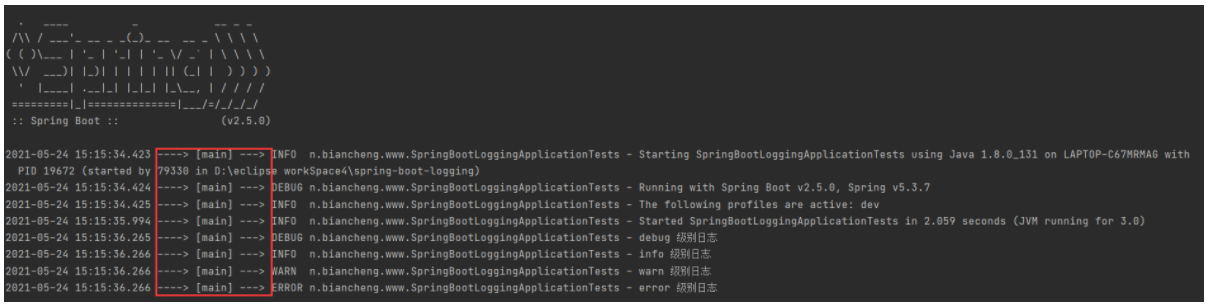 .   ____          _            __ _ _
 /\\ / ___'_ __ _ _(_)_ __  __ _ \ \ \ \
( ( )\___ | '_ | '_| | '_ \/ _` | \ \ \ \
 \\/  ___)| |_)| | | | | || (_| |  ) ) ) )
  '  |____| .__|_| |_|_| |_\__, | / / / /
 =========|_|==============|___/=/_/_/_/
 :: Spring Boot ::                (v2.5.0)
2021-05-24 15:15:34.423 ----> [main] ---> INFO  n.biancheng.www.SpringBootLoggingApplicationTests - Starting SpringBootLoggingApplicationTests using Java 1.8.0_131 on LAPTOP-C67MRMAG with
PID 19672 (started by 79330 in D:\eclipse workSpace4\spring-boot-logging)
2021-05-24 15:15:34.424 ----> [main] ---> DEBUG n.biancheng.www.SpringBootLoggingApplicationTests - Running with Spring Boot v2.5.0, Spring v5.3.7
2021-05-24 15:15:34.425 ----> [main] ---> INFO  n.biancheng.www.SpringBootLoggingApplicationTests - The following profiles are active: dev
2021-05-24 15:15:35.994 ----> [main] ---> INFO  n.biancheng.www.SpringBootLoggingApplicationTests - Started SpringBootLoggingApplicationTests in 2.059 seconds (JVM running for 3.0)
2021-05-24 15:15:36.265 ----> [main] ---> DEBUG n.biancheng.www.SpringBootLoggingApplicationTests - debug 级别日志
2021-05-24 15:15:36.266 ----> [main] ---> INFO  n.biancheng.www.SpringBootLoggingApplicationTests - info 级别日志
2021-05-24 15:15:36.266 ----> [main] ---> WARN  n.biancheng.www.SpringBootLoggingApplicationTests - warn 级别日志
2021-05-24 15:15:36.266 ----> [main] ---> ERROR n.biancheng.www.SpringBootLoggingApplicationTests - error 级别日志